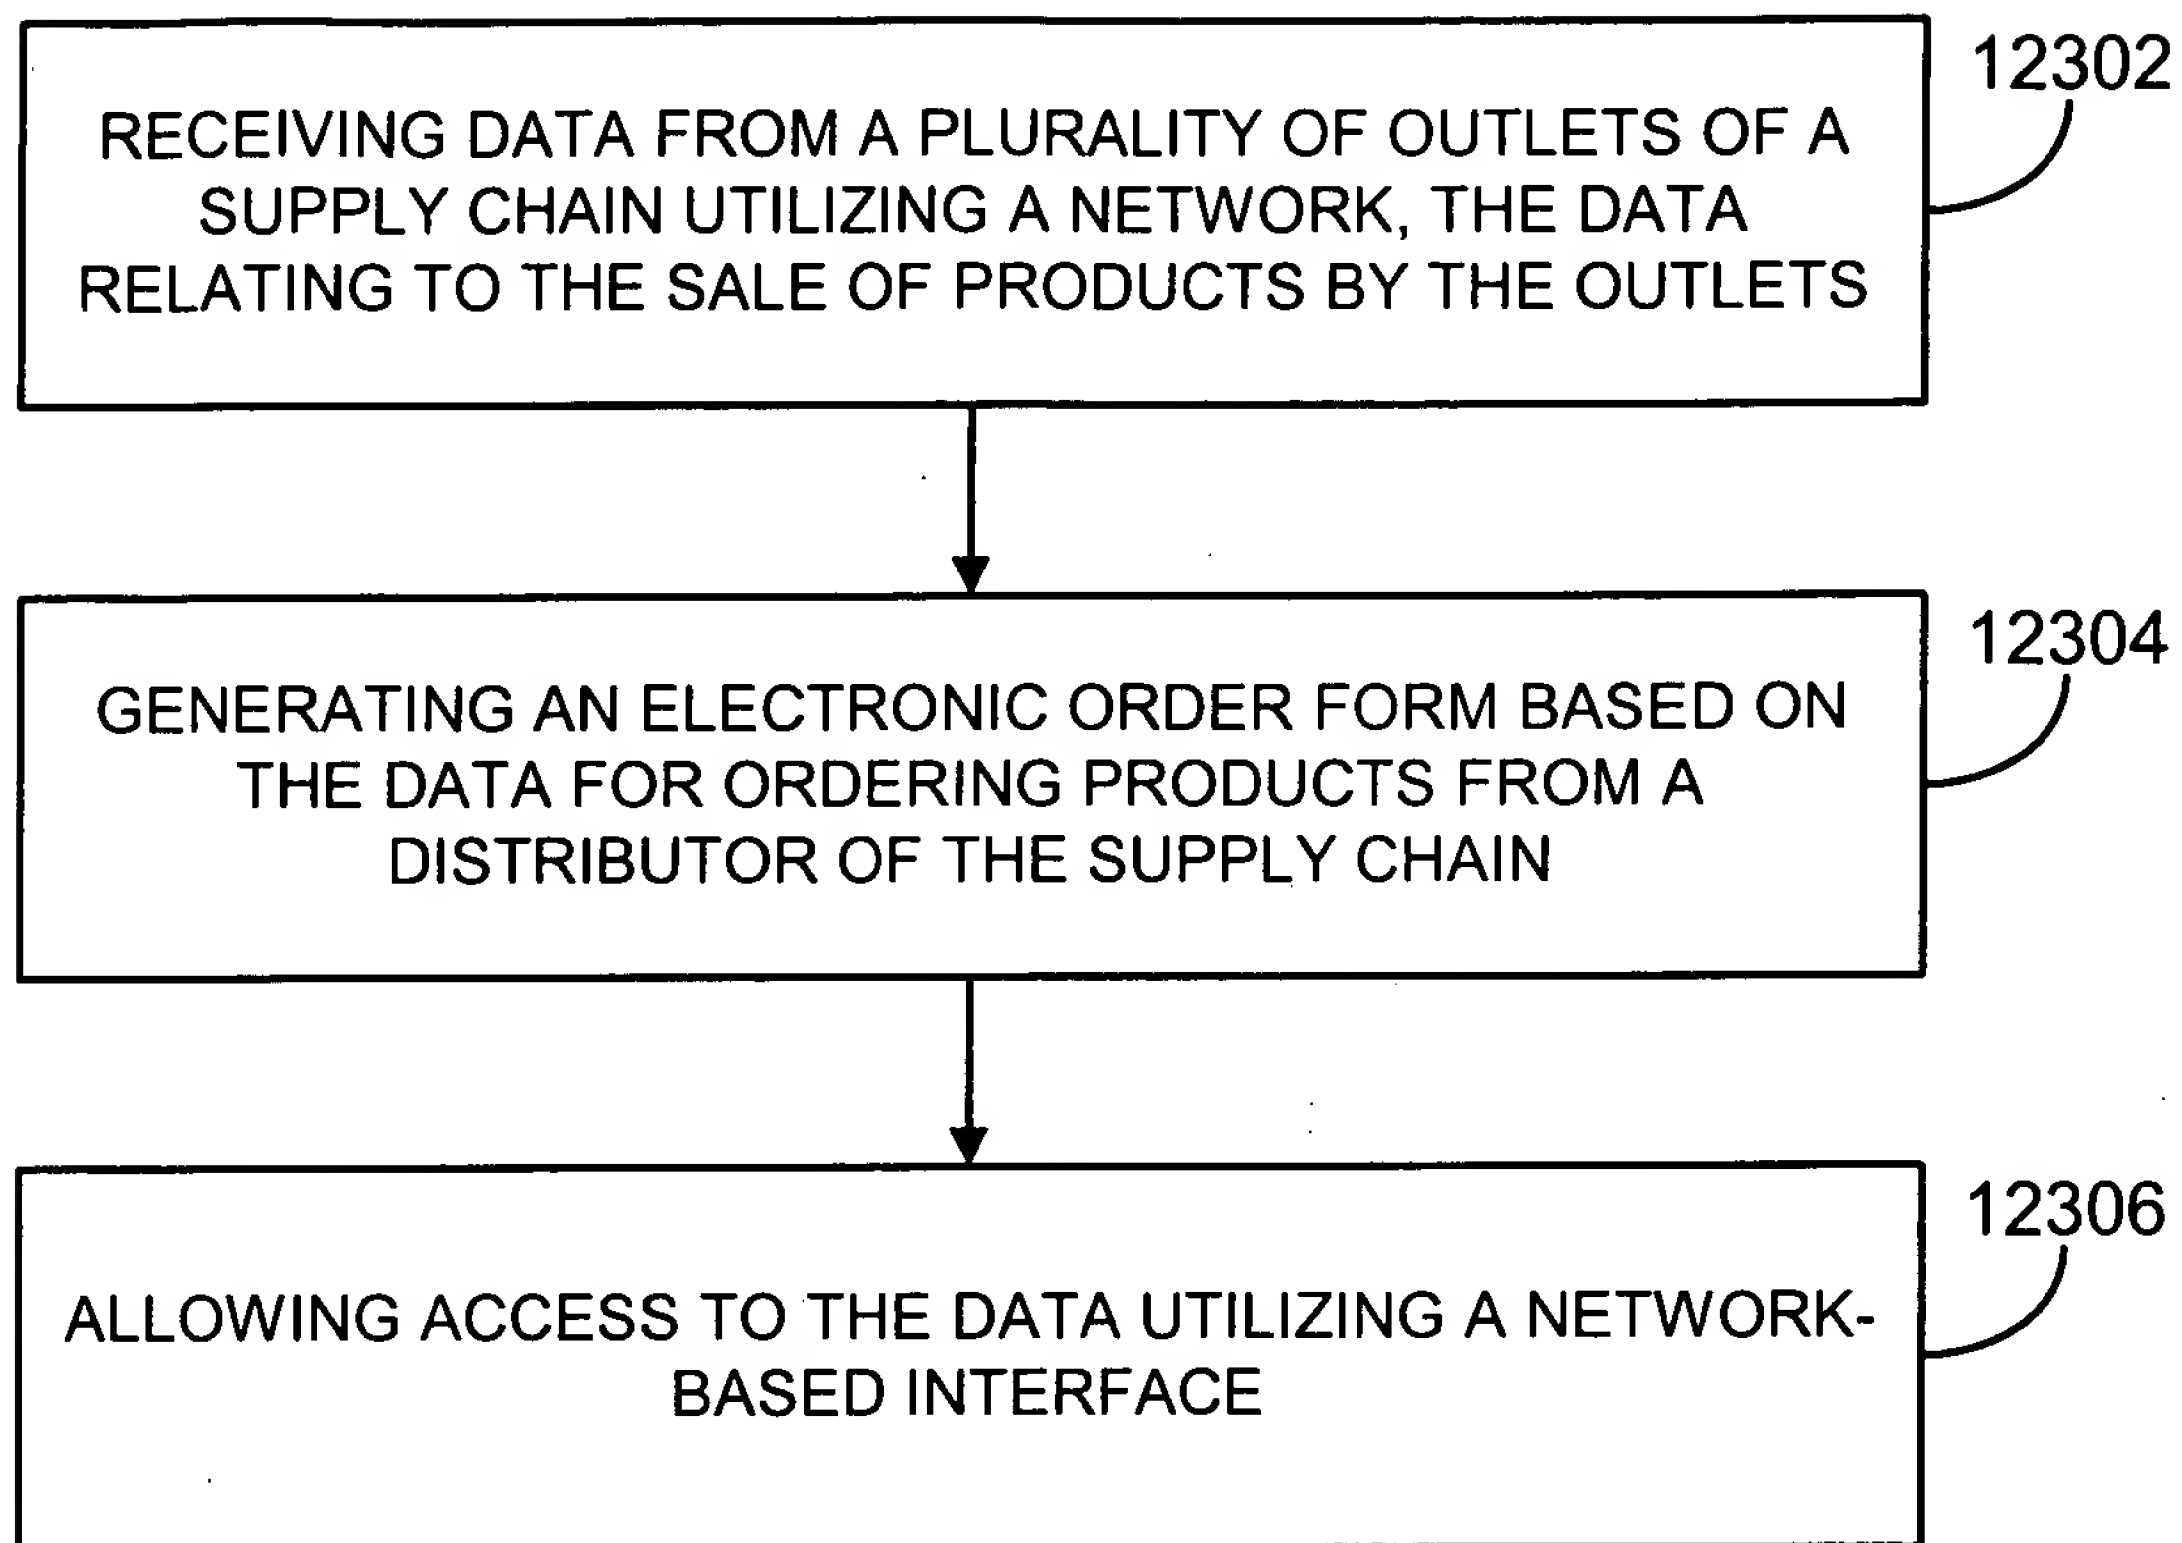 12302
RECEIVING DATA FROM A PLURALITY OF OUTLETS OF A
SUPPLY CHAIN UTILIZING A NETWORK, THE DATA
RELATING TO THE SALE OF PRODUCTS BY THE OUTLETS
12304
GENERATING AN ELECTRONIC ORDER FORM BASED ON
THE DATA FOR ORDERING PRODUCTS FROM A
DISTRIBUTOR OF THE SUPPLY CHAIN
12306
ALLOWING ACCESS TO THE DATA UTILIZING A NETWORK-
BASED INTERFACE